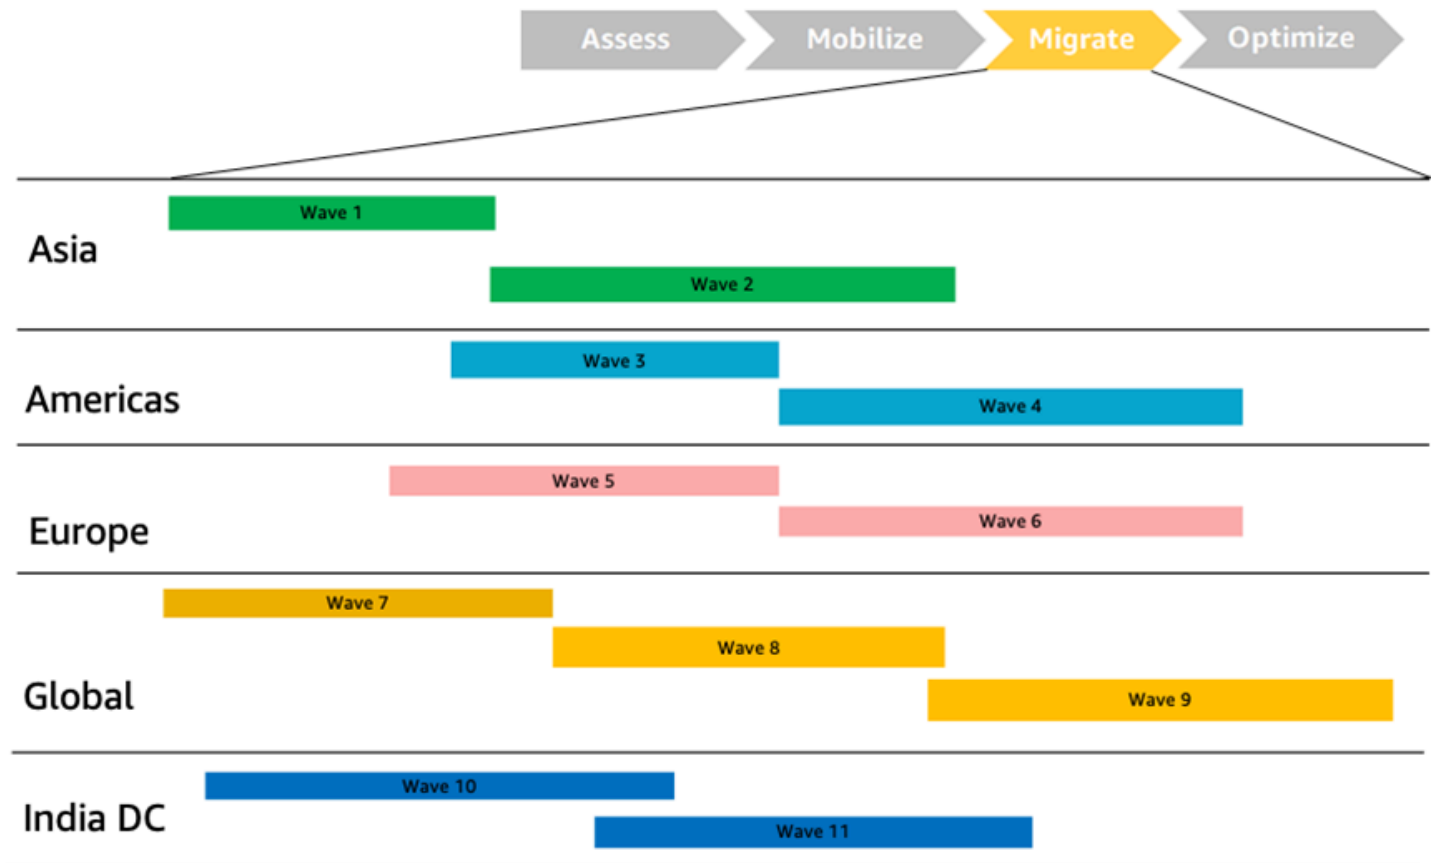 Assess
Mobilize
Migrate
Optimize
Asia
Wave 1
Wave 2
Americas
Wave 3
Wave 4
Europe
Wave 5
Wave 6
Global
Wave 7
Wave 8
Wave 9
India DC
Wave 10
Wave 11